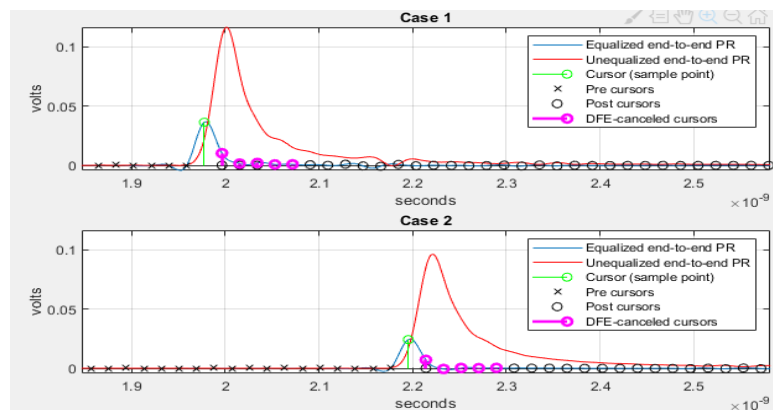 Case 1
0.1
0.05
0
volts
Equalized end-to-end PR
Unequalized end-to-end PR
Cursor (sample point)
Pre cursors
Post cursors
DFE-canceled cursors
1.9 2 2.1 2.2 2.3 2.4 2.5
seconds
×10⁻⁹
Case 2
0.1
0.05
0
volts
Equalized end-to-end PR
Unequalized end-to-end PR
Cursor (sample point)
Pre cursors
Post cursors
DFE-canceled cursors
1.9 2 2.1 2.2 2.3 2.4 2.5
seconds
×10⁻⁹